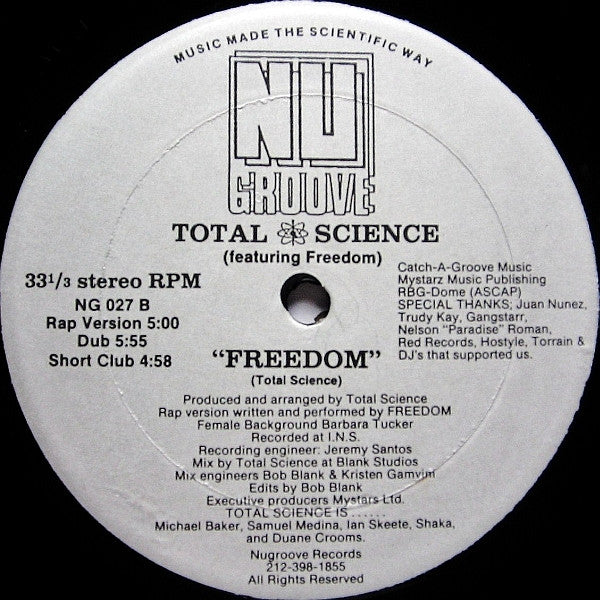 MUSIC MADE THE SCIENTIFIC WAY
NU
GROOVE
TOTAL SCIENCE
(featuring Freedom)
33 1/3 stereo RPM
NG 027 B
Rap Version 5:00
Dub 5:55
Short Club 4:58
Catch-A-Groove Music
Mystarz Music Publishing
RBG-Dome (ASCAP)
SPECIAL THANKS; Juan Nunez,
Trudy Kay, Gangstarr,
Nelson "Paradise" Roman,
Red Records, Hostyle, Torrain &
DJ's that supported us.
"FREEDOM"
(Total Science)
Produced and arranged by Total Science
Rap version written and performed by FREEDOM
Female Background Barbara Tucker
Recorded at I.N.S.
Recording engineer: Jeremy Santos
Mix by Total Science at Blank Studios
Mix engineers Bob Blank & Kristen Gamvim
Edits by Bob Blank
Executive producers Mystars Ltd.
TOTAL SCIENCE IS ......
Michael Baker, Samuel Medina, Ian Skeete, Shaka,
and Duane Crooms.
Nugroove Records
212-398-1855
All Rights Reserved